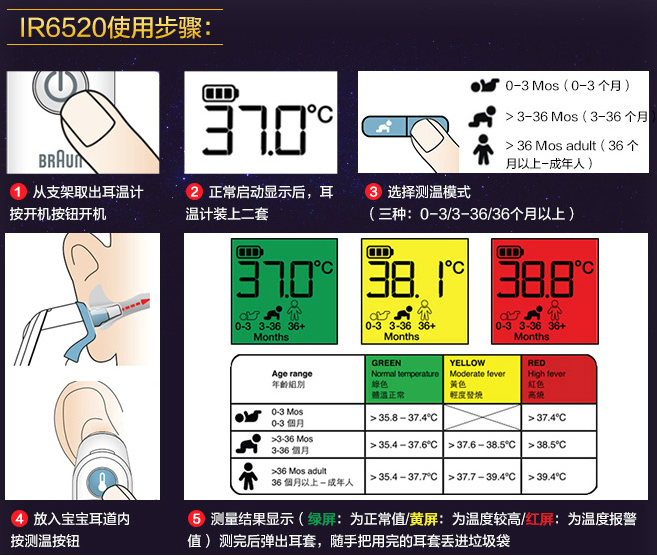 IR6520使用步骤：
BRAUN
37.0°C
0-3 Mos（0-3 个月）
> 3-36 Mos（3-36 个月
> 36 Mos adult（36 个
月以上-成年人）
1 从支架取出耳温计
按开机按钮开机
2 正常启动显示后，耳
温计装上二套
3 选择测温模式
（三种：0-3/3-36/36个月以上）
37.0°C
0-3 3-36 36+
Months
38.1°C
0-3 3-36 36+
Months
38.8°C
0-3 3-36 36+
Months
Age range
年齡組別
GREEN
Normal temperature
綠色
體溫正常
YELLOW
Moderate fever
黃色
輕度發燒
RED
High fever
紅色
高燒
0-3 Mos
0-3 個月
> 35.8 – 37.4ºC
> 37.4ºC
>3-36 Mos
3-36 個月
> 35.4 – 37.6ºC
> 37.6 – 38.5ºC
> 38.5ºC
>36 Mos adult
36 個月以上 – 成年人
> 35.4 – 37.7ºC
> 37.7 – 39.4ºC
> 39.4ºC
4 放入宝宝耳道内
按测温按钮
5 测量结果显示（绿屏：为正常值/黄屏：为温度较高/红屏：为温度报警
值）测完后弹出耳套，随手把用完的耳套丢进垃圾袋